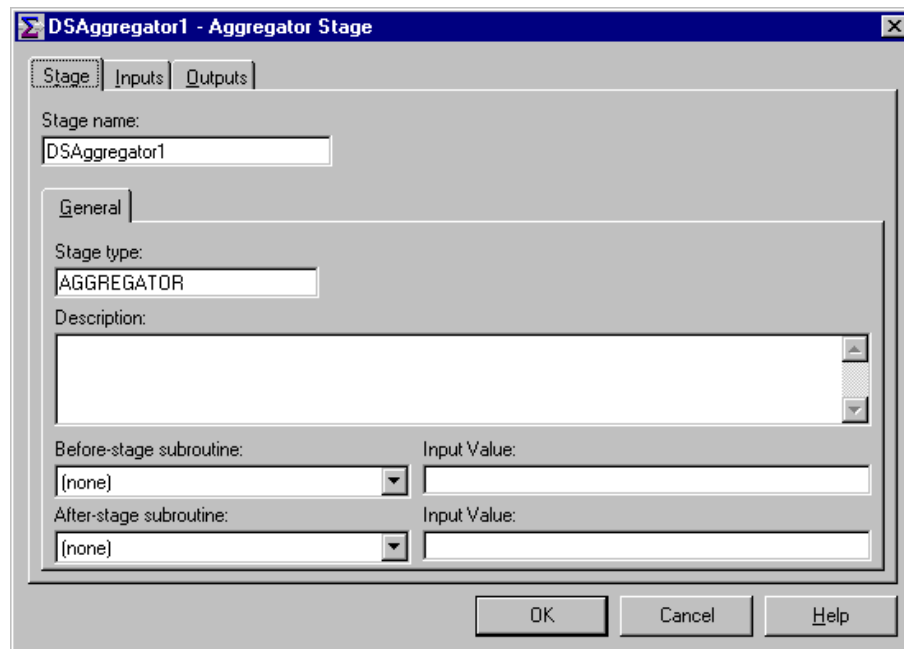 DSAggregator1 - Aggregator Stage
Stage Inputs Outputs
Stage name:
DSAggregator1
General
Stage type:
AGGREGATOR
Description:
Before-stage subroutine: Input Value:
(none)
After-stage subroutine: Input Value:
(none)
OK Cancel Help